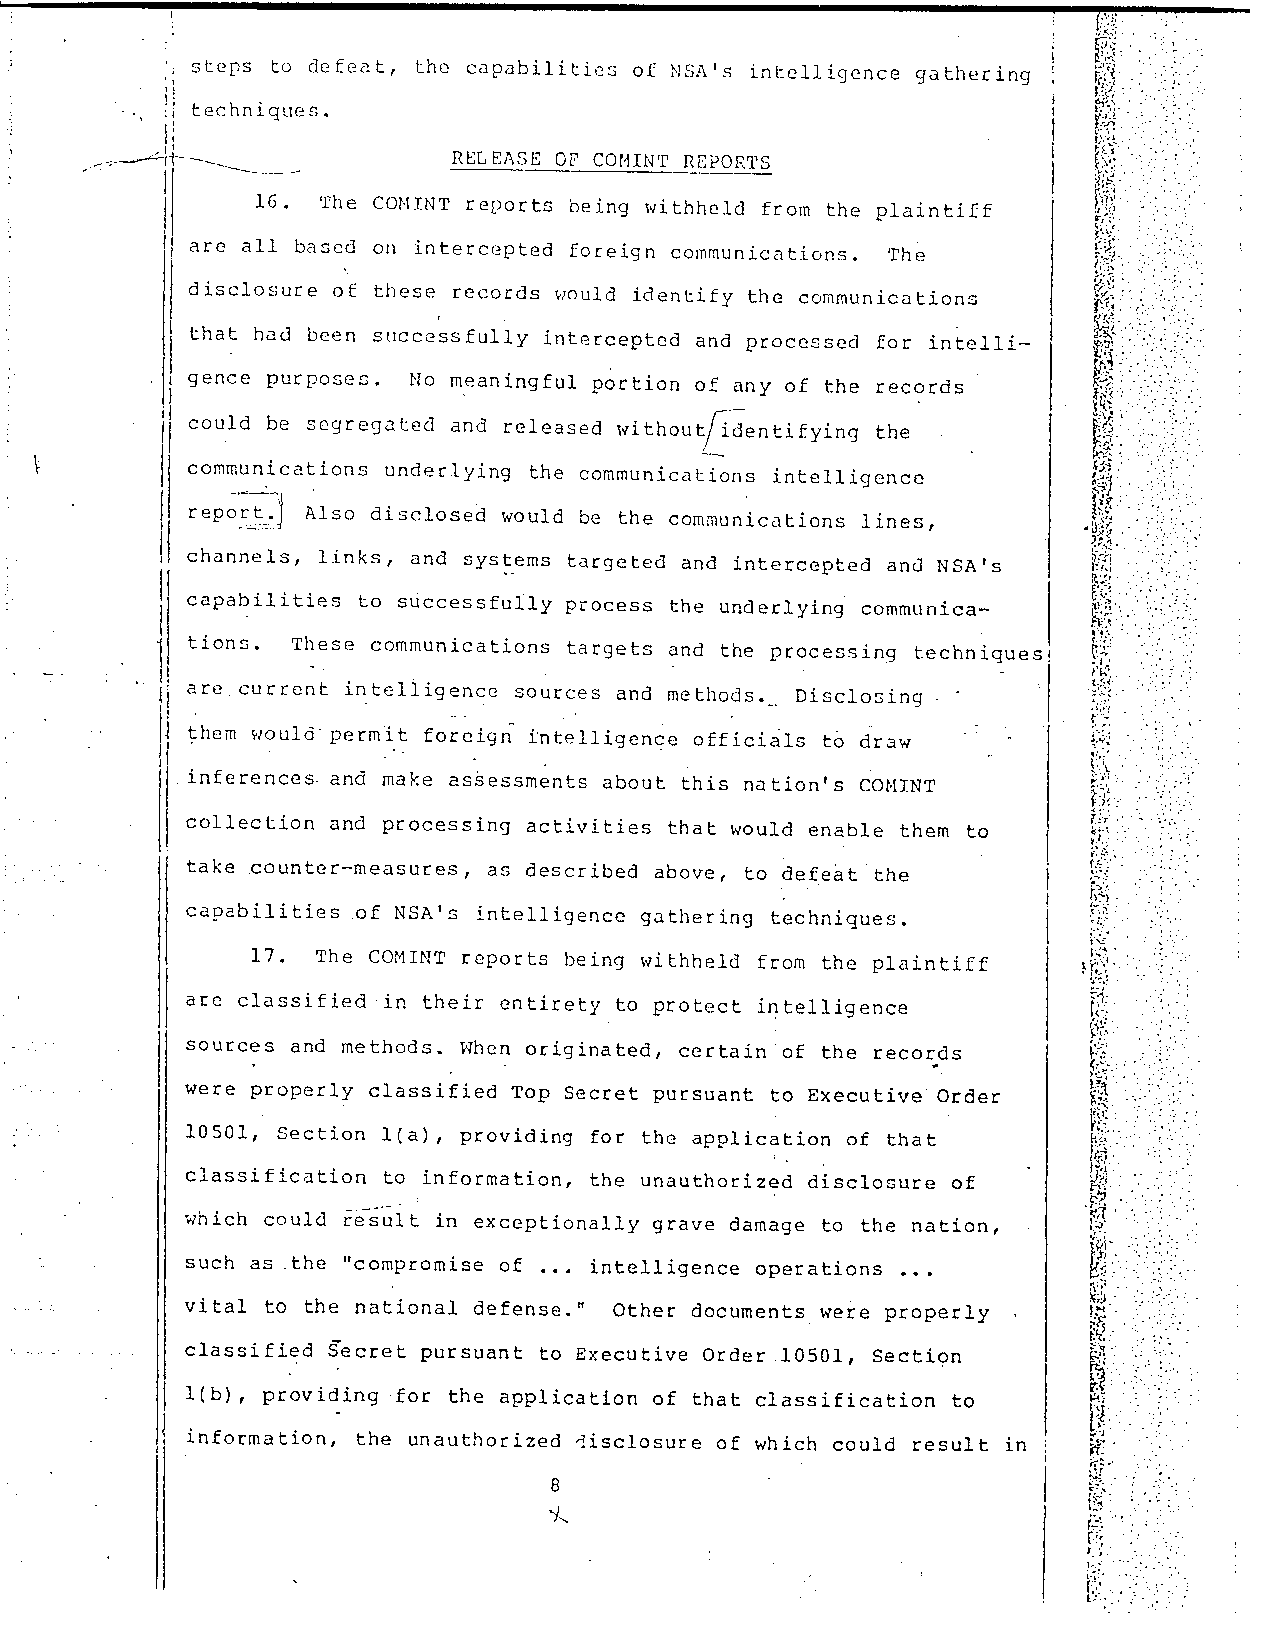 steps to defeat, the capabilities of NSA's intelligence gathering
techniques.
RELEASE OF COMINT REPORTS
16. The COMINT reports being withheld from the plaintiff
are all based on intercepted foreign communications. The
disclosure of these records would identify the communications
that had been successfully intercepted and processed for intelli-
gence purposes. No meaningful portion of any of the records
could be segregated and released without identifying the
communications underlying the communications intelligence
report. Also disclosed would be the communications lines,
channels, links, and systems targeted and intercepted and NSA's
capabilities to successfully process the underlying communica-
tions. These communications targets and the processing techniques
are current intelligence sources and methods. Disclosing
them would permit foreign intelligence officials to draw
inferences and make assessments about this nation's COMINT
collection and processing activities that would enable them to
take counter-measures, as described above, to defeat the
capabilities of NSA's intelligence gathering techniques.
17. The COMINT reports being withheld from the plaintiff
are classified in their entirety to protect intelligence
sources and methods. When originated, certain of the records
were properly classified Top Secret pursuant to Executive Order
10501, Section 1(a), providing for the application of that
classification to information, the unauthorized disclosure of
which could result in exceptionally grave damage to the nation,
such as the "compromise of ... intelligence operations ...
vital to the national defense." Other documents were properly
classified Secret pursuant to Executive Order 10501, Section
1(b), providing for the application of that classification to
information, the unauthorized disclosure of which could result in
8